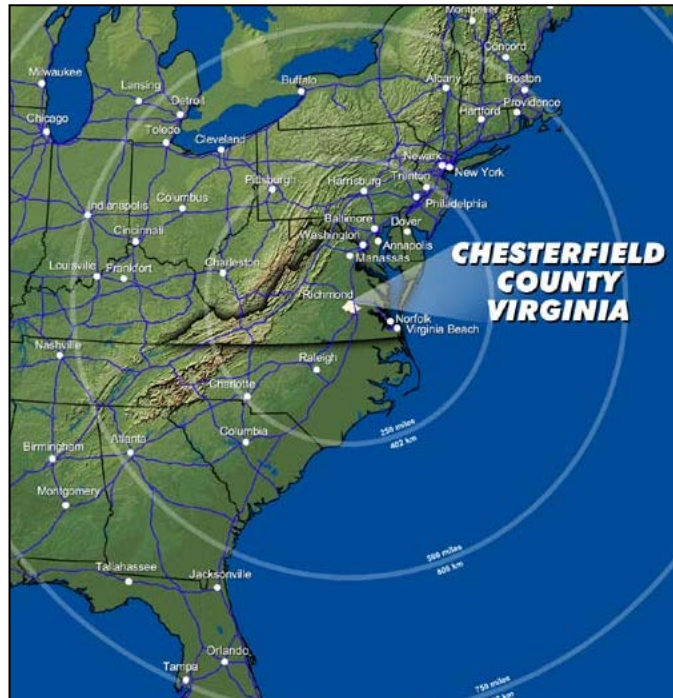 Montpelier
Concord
Milwaukee
Lansing
Buffalo
Albany
Boston
Detroit
Hartford
Providence
Chicago
Toledo
Cleveland
Newark
New York
Pittsburgh
Harrisburg
Trenton
Indianapolis
Columbus
Philadelphia
Baltimore
Dover
Cincinnati
Washington
Annapolis
Manassas
CHESTERFIELD
COUNTY
VIRGINIA
Louisville
Frankfort
Charleston
Richmond
Norfolk
Virginia Beach
Nashville
Raleigh
Charlotte
250 miles
402 km
Columbia
Birmingham
Atlanta
Montgomery
500 miles
805 km
Tallahassee
Jacksonville
Orlando
Tampa
750 miles